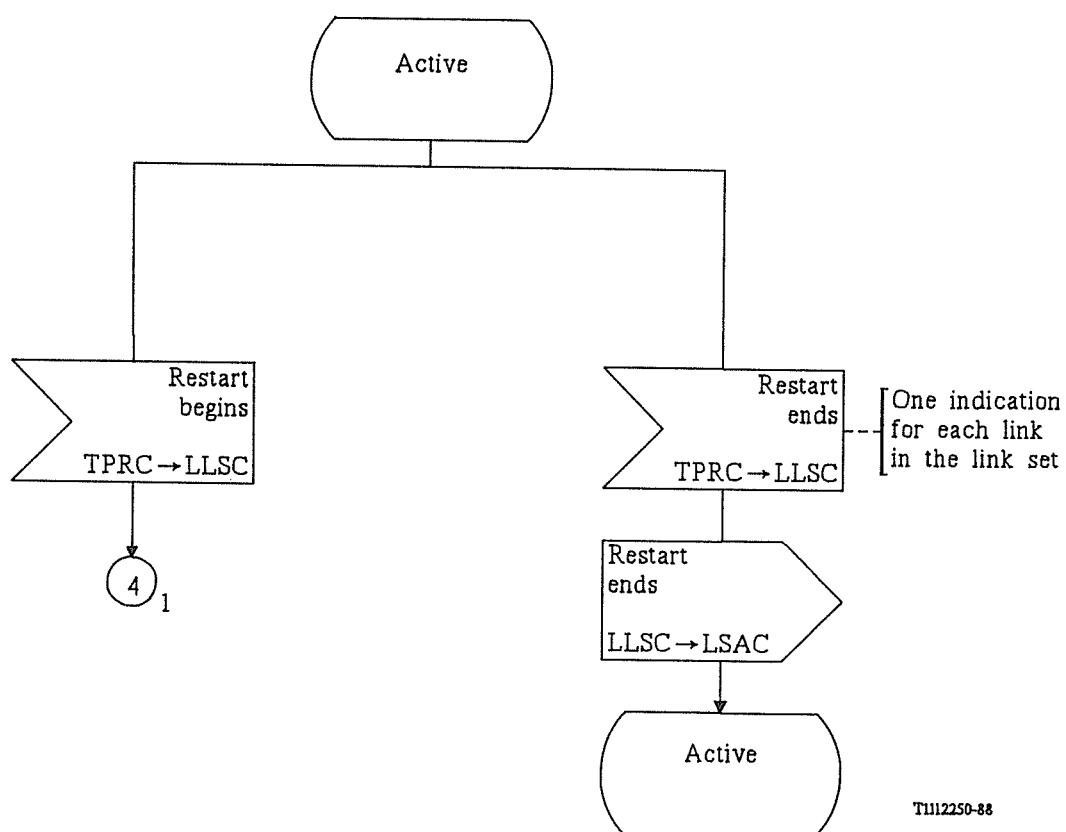 Active
Restart
begins
TPRC→LLSC
4
1
Restart
ends
TPRC→LLSC
One indication
for each link
in the link set
Restart
ends
LLSC→LSAC
Active
T1112250-88